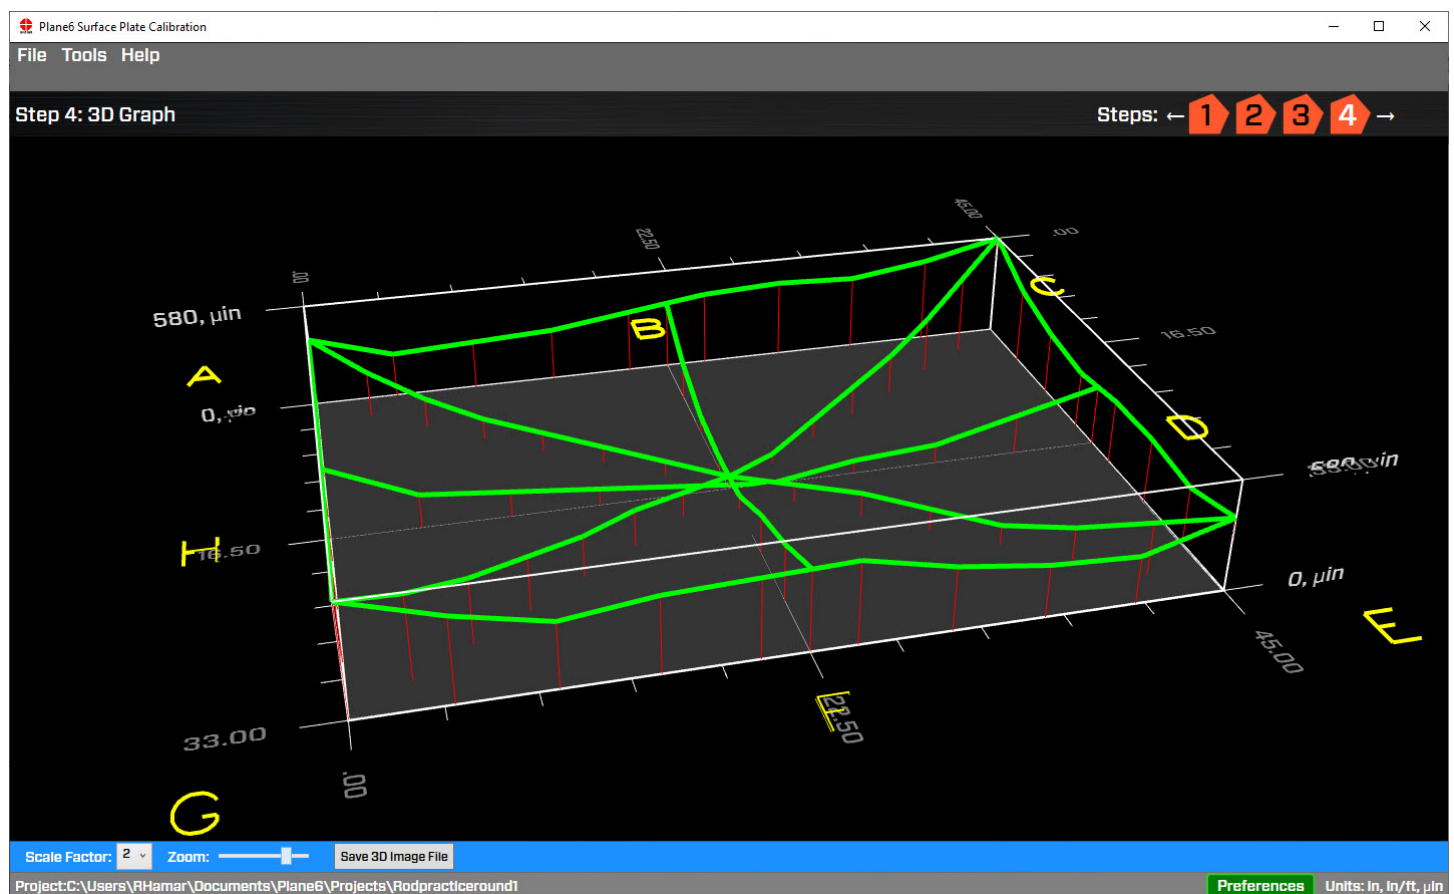 Plane6 Surface Plate Calibration
File Tools Help
Step 4: 3D Graph
Steps: ← 1 2 3 4 →
45.00
.00
22.50
.00
580, µin
C
B
16.50
A
0, µin
D
580, µin
H
16.50
0, µin
E
45.00
F
22.50
33.00
.00
G
Scale Factor: 2 Zoom: Save 3D Image File
Project:C:\Users\RHamar\Documents\Plane6\Projects\Rodpracticeround1 Preferences Units: in, in/ft, µin